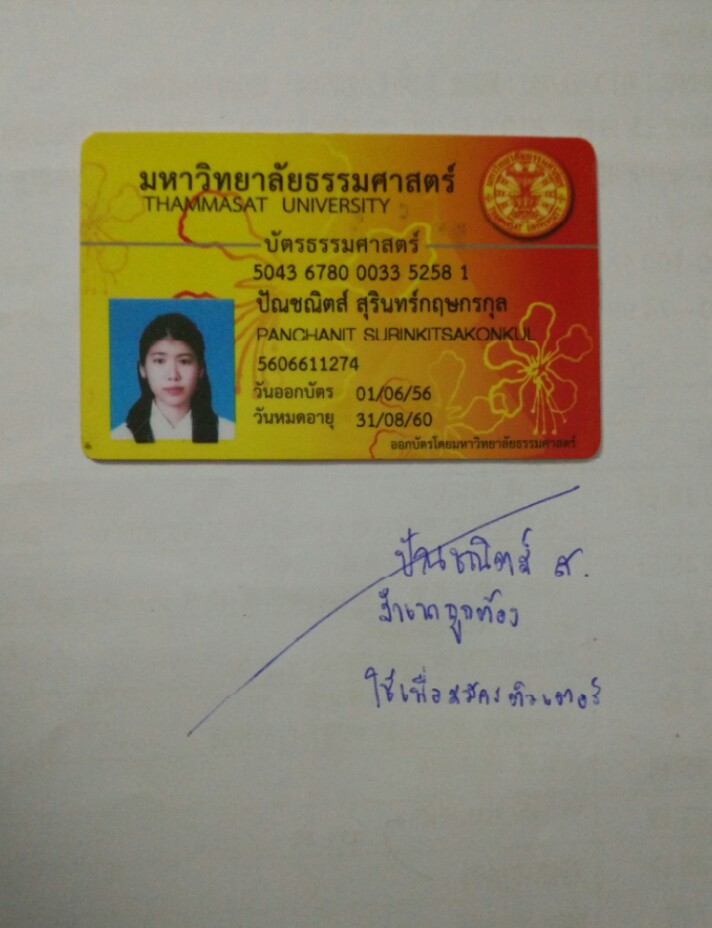 มหาวิทยาลัยธรรมศาสตร์
THAMMASAT UNIVERSITY
บัตรธรรมศาสตร์
5043 6780 0033 5258 1
ปัณชณิตส์ สุรินทร์กฤษกรกุล
PANCHANIT SURINKITSAKONKUL
5606611274
วันออกบัตร 01/06/56
วันหมดอายุ 31/08/60
ออกบัตรโดยมหาวิทยาลัยธรรมศาสตร์
ปัณชณิตส์ ส.
สำเนาถูกต้อง
ใช้เพื่อสมัครติวเตอร์